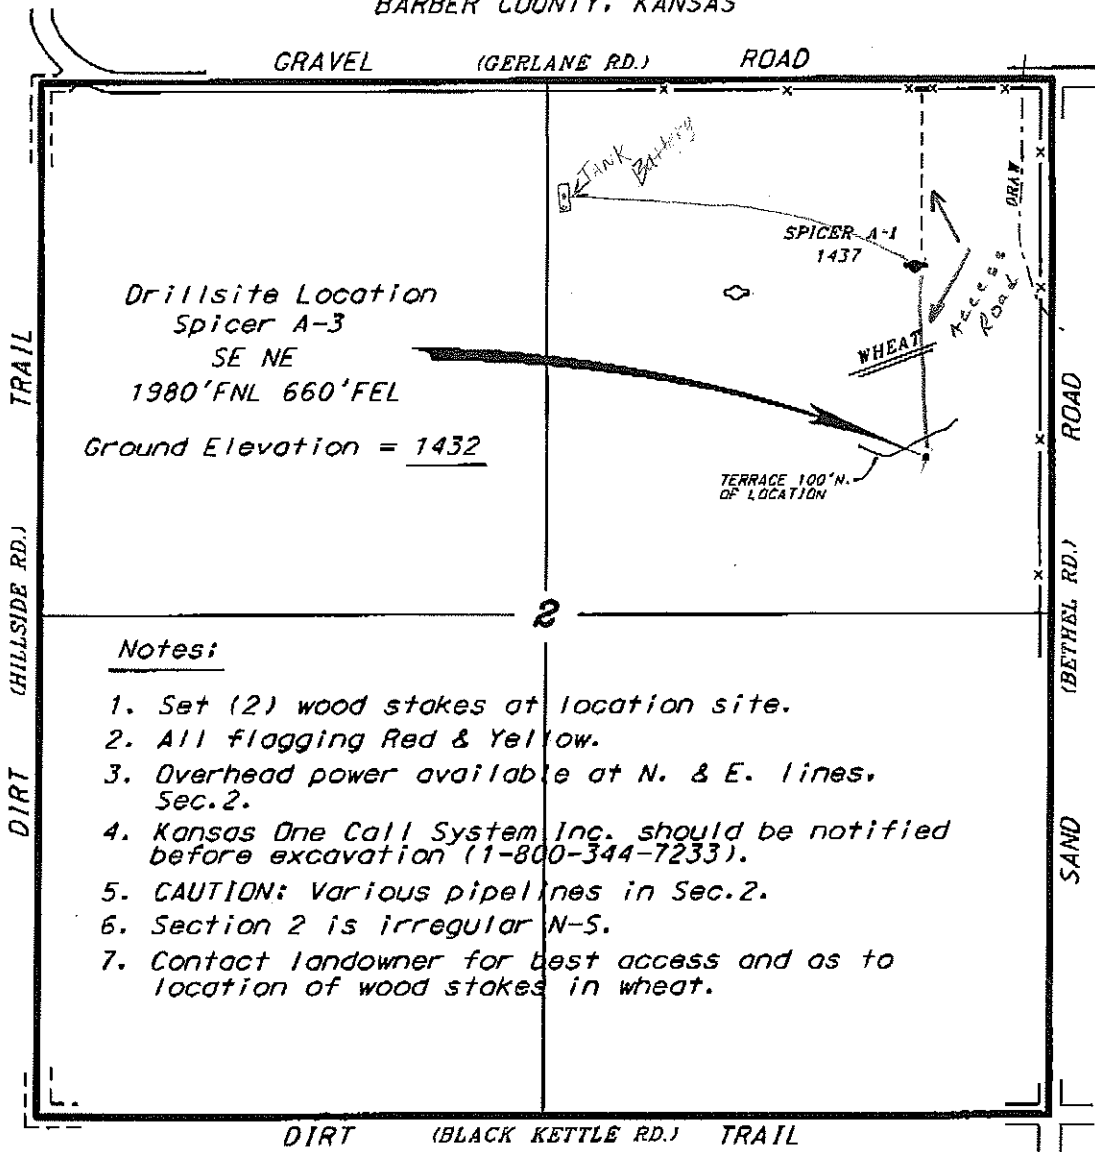 BARBER COUNTY, KANSAS
GRAVEL (GERLANE RD.) ROAD
TANK Battery
DRAW
SPICER A-1
1437
Access Road
WHEAT
Drillsite Location
Spicer A-3
SE NE
1980'FNL 660'FEL
Ground Elevation = 1432
TERRACE 100'N.
OF LOCATION
TRAIL
(HILLSIDE RD.)
DIRT
ROAD
(BETHEL RD.)
SAND
2
Notes:
1. Set (2) wood stakes at location site.
2. All flagging Red & Yellow.
3. Overhead power available at N. & E. lines,
Sec.2.
4. Kansas One Call System Inc. should be notified
before excavation (1-800-344-7233).
5. CAUTION: Various pipelines in Sec.2.
6. Section 2 is irregular N-S.
7. Contact landowner for best access and as to
location of wood stakes in wheat.
DIRT (BLACK KETTLE RD.) TRAIL